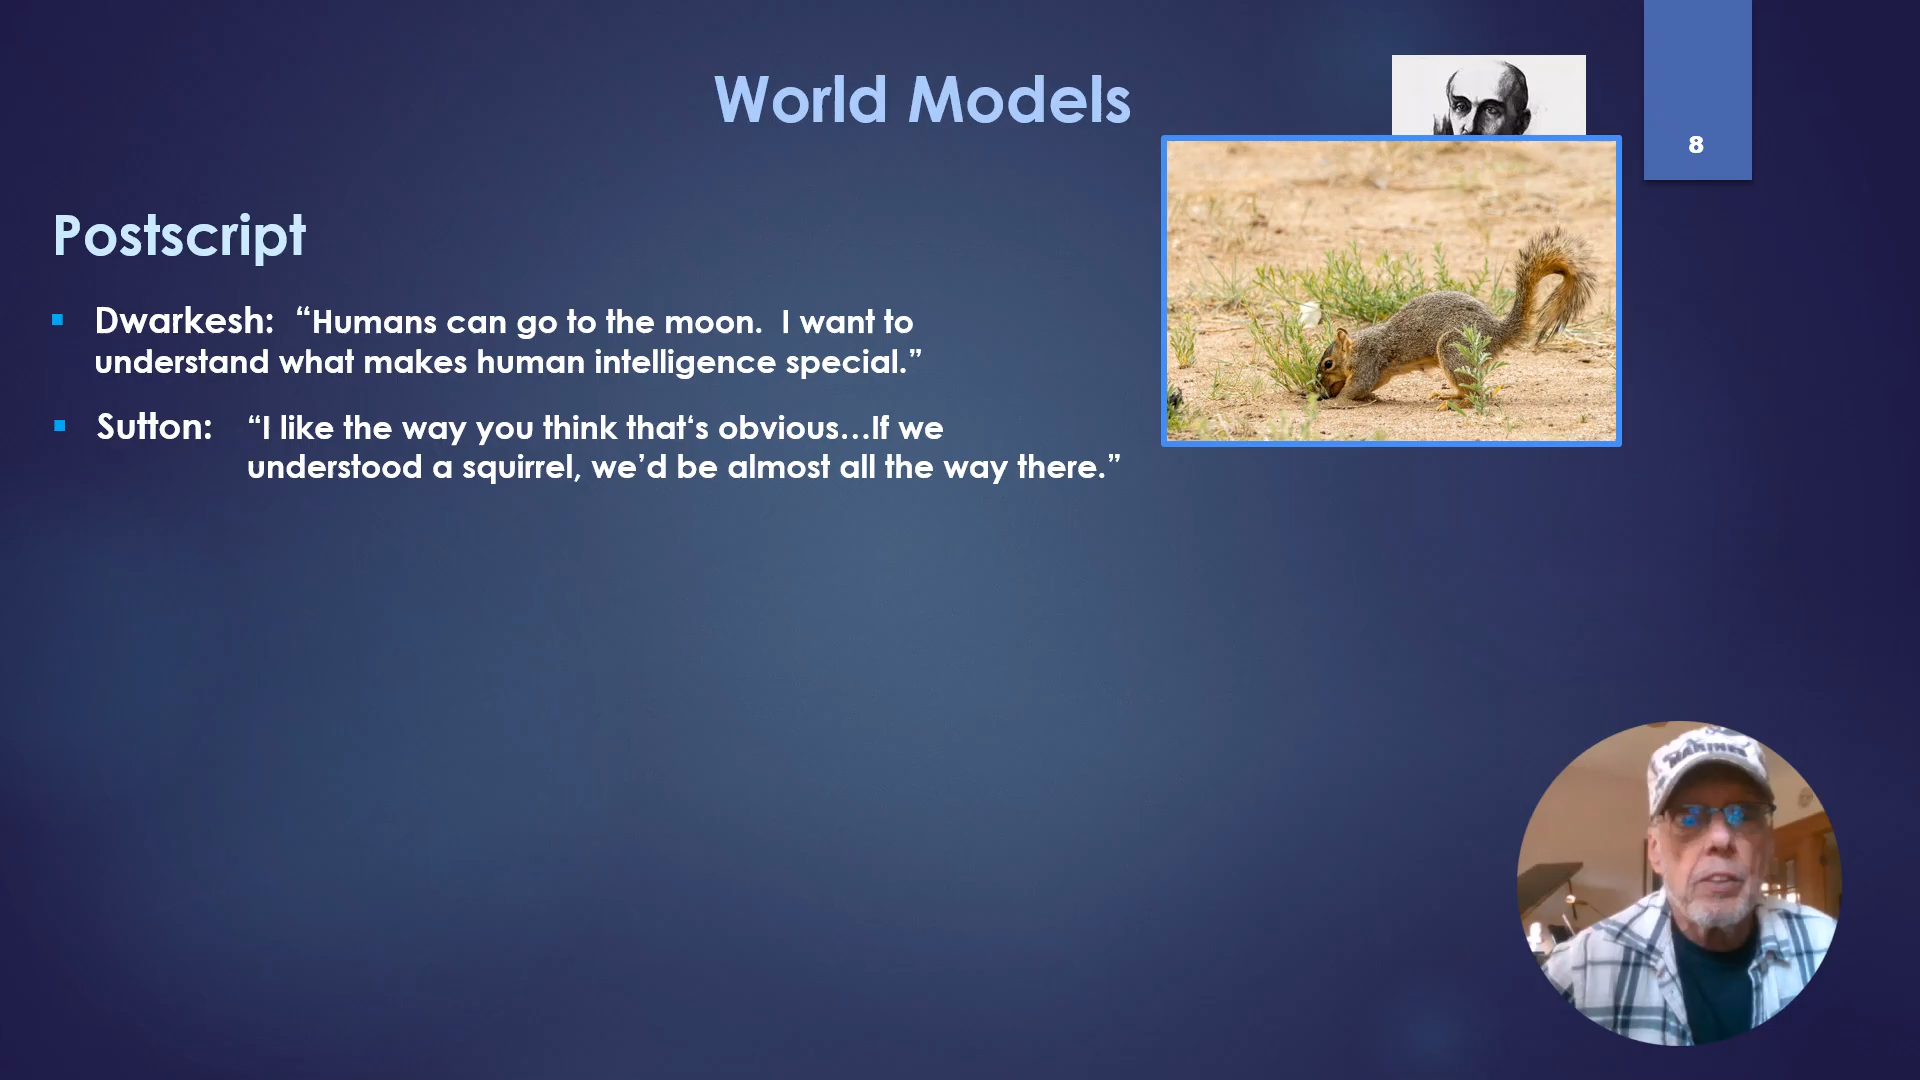 World Models
8
Postscript
Dwarkesh: “Humans can go to the moon. I want to
understand what makes human intelligence special.”
Sutton: “I like the way you think that‘s obvious…If we
understood a squirrel, we’d be almost all the way there.”
MARINES